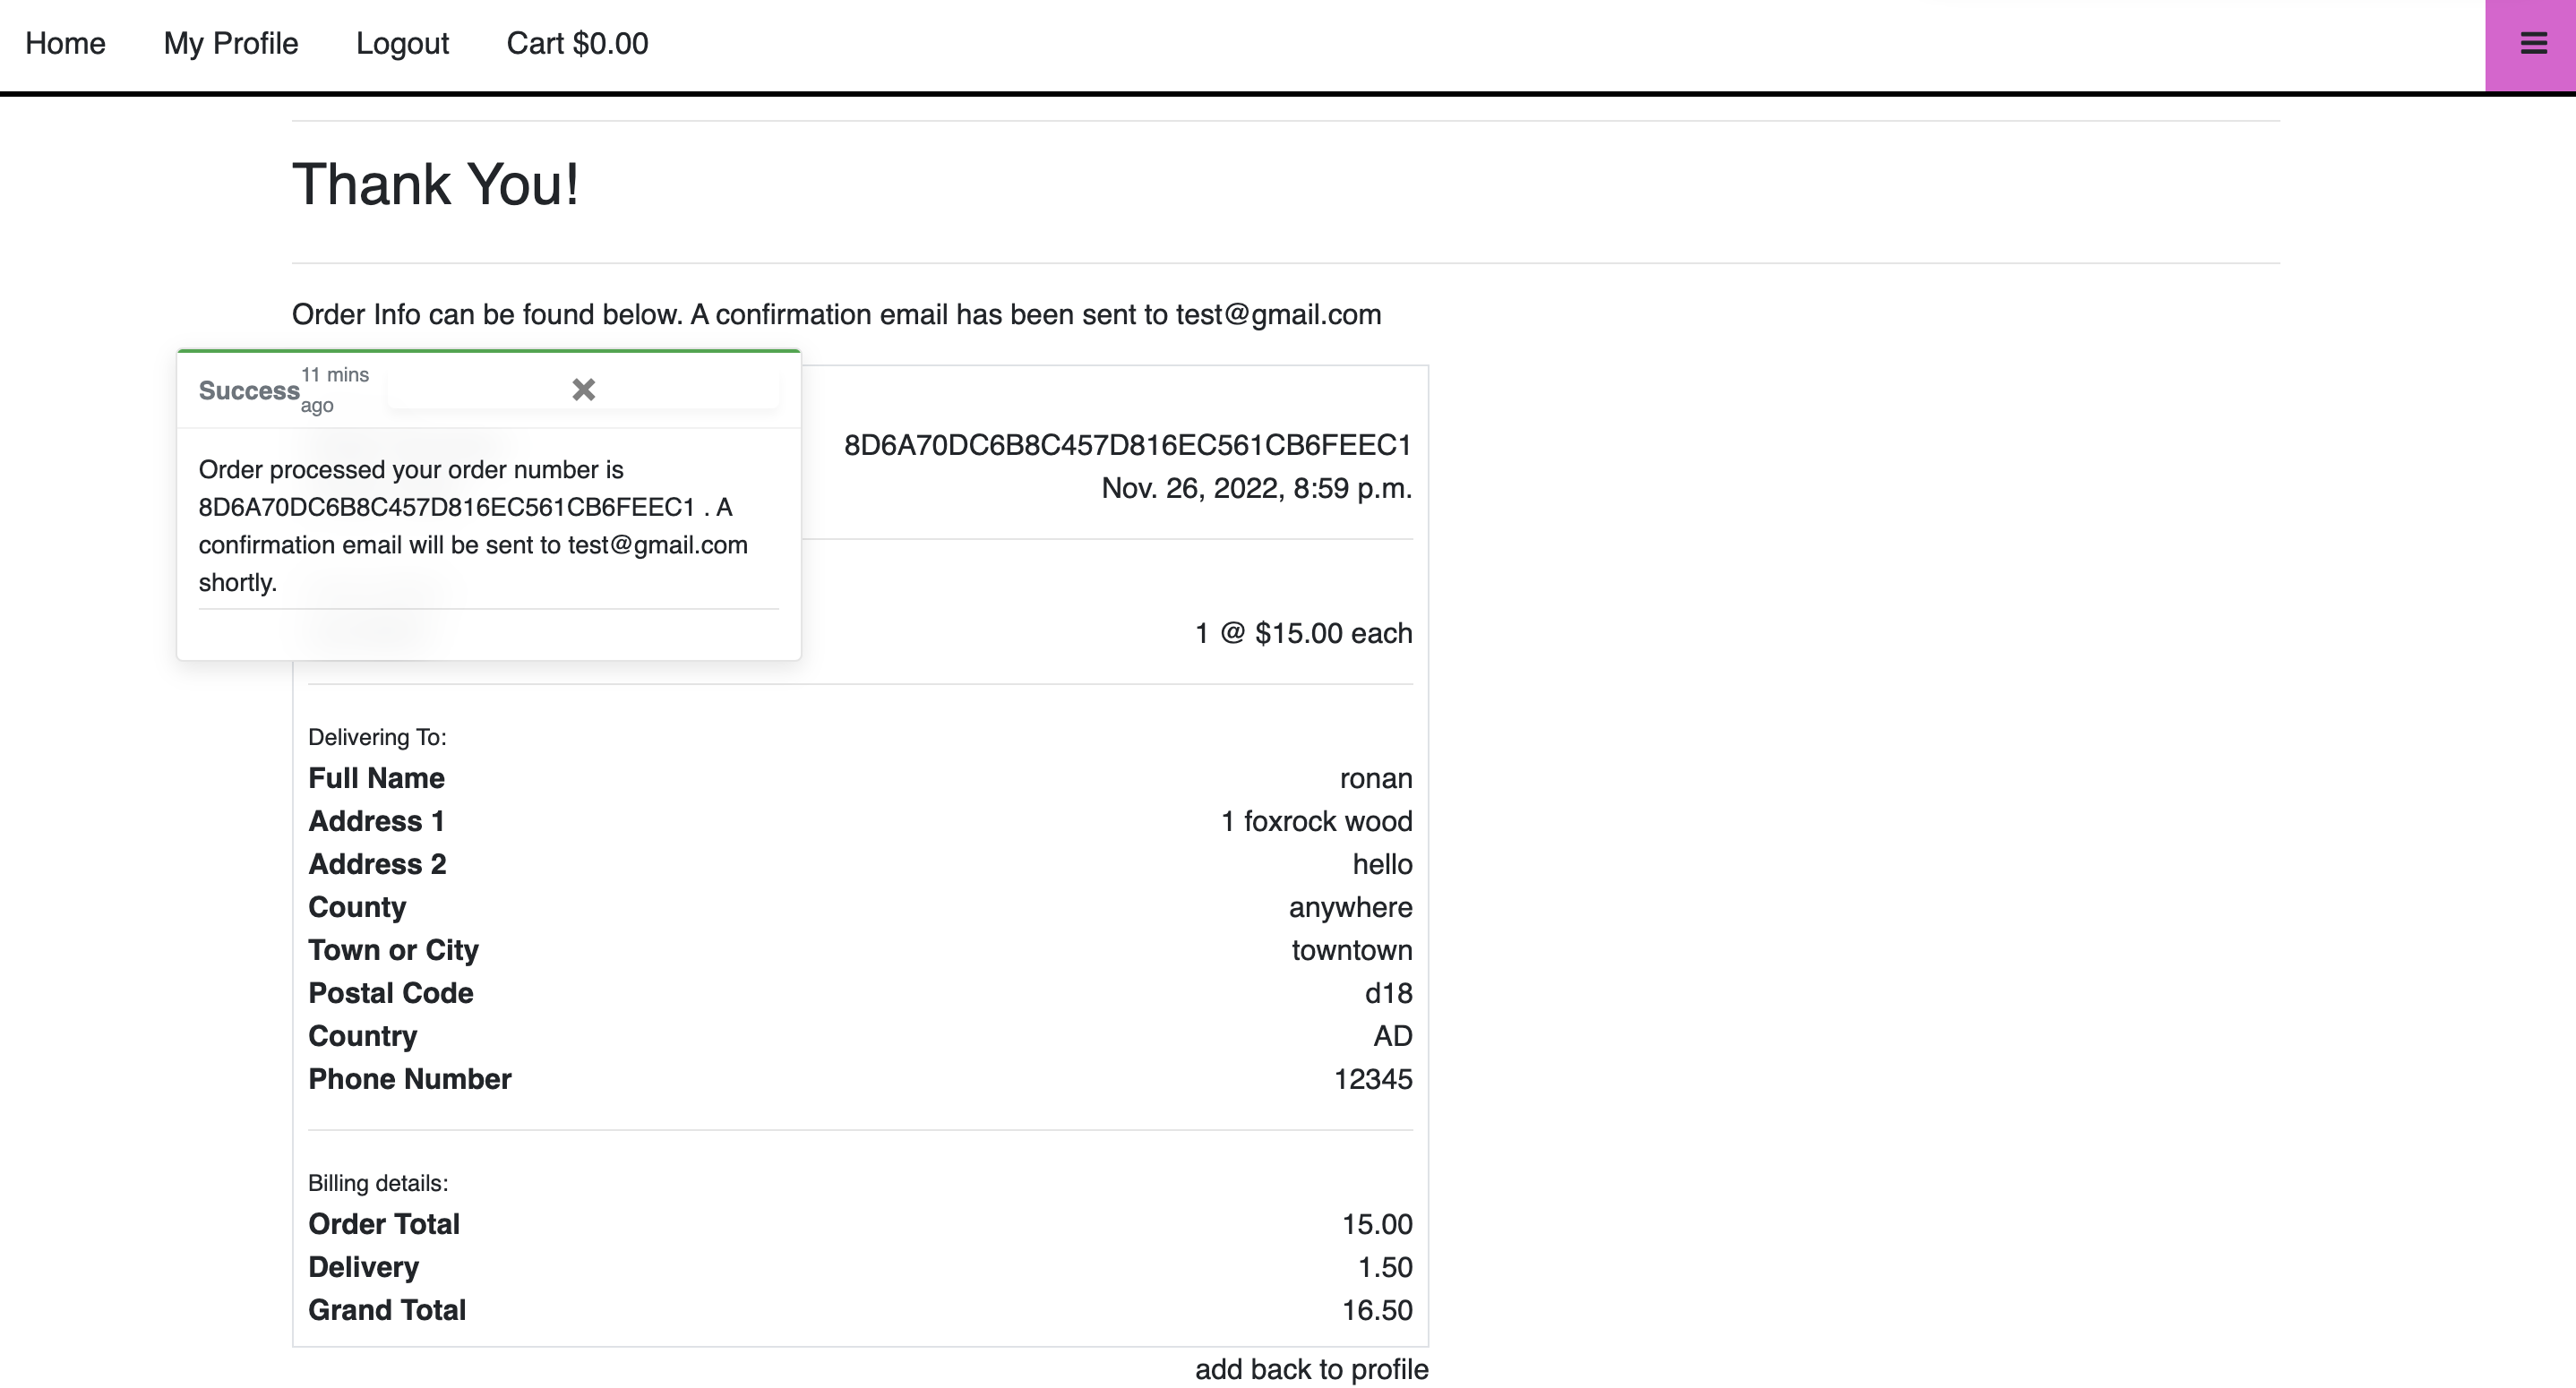 Home My Profile Logout Cart $0.00
Thank You!
Order Info can be found below. A confirmation email has been sent to test@gmail.com
Success 11 mins ago
Order processed your order number is
8D6A70DC6B8C457D816EC561CB6FEEC1 . A
confirmation email will be sent to test@gmail.com
shortly.
8D6A70DC6B8C457D816EC561CB6FEEC1
Nov. 26, 2022, 8:59 p.m.
1 @ $15.00 each
Delivering To:
Full Name ronan
Address 1 1 foxrock wood
Address 2 hello
County anywhere
Town or City towntown
Postal Code d18
Country AD
Phone Number 12345
Billing details:
Order Total 15.00
Delivery 1.50
Grand Total 16.50
add back to profile